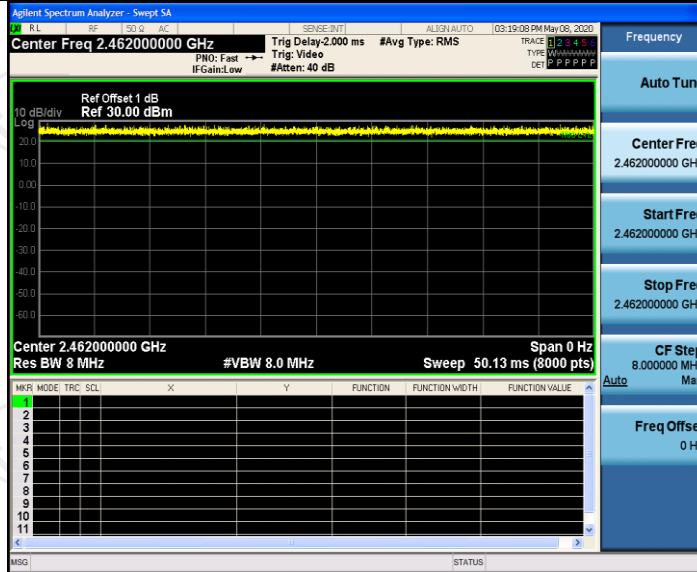 Agilent Spectrum Analyzer - Swept SA
RL RF 50 Ω AC SENSE:INT ALIGN AUTO 03:19:08 PM May 08, 2020
Center Freq 2.462000000 GHz
PNO: Fast
IFGain:Low
Trig Delay-2.000 ms
Trig: Video
#Atten: 40 dB
#Avg Type: RMS
TRACE 1 2 3 4 5 6
TYPE
DET P P P P P P
Ref Offset 1 dB
10 dB/div Ref 30.00 dBm
Log
20.0
10.0
0.00
-10.0
-20.0
-30.0
-40.0
-50.0
-60.0
Center 2.462000000 GHz Span 0 Hz
Res BW 8 MHz #VBW 8.0 MHz Sweep 50.13 ms (8000 pts)
MKR MODE TRC SCL X Y FUNCTION FUNCTION WIDTH FUNCTION VALUE
1
2
3
4
5
6
7
8
9
10
11
MSG STATUS
Frequency
Auto Tun
Center Fre
2.462000000 GH
Start Fre
2.462000000 GH
Stop Fre
2.462000000 GH
CF Ste
8.000000 MH
Auto Ma
Freq Offse
0 H